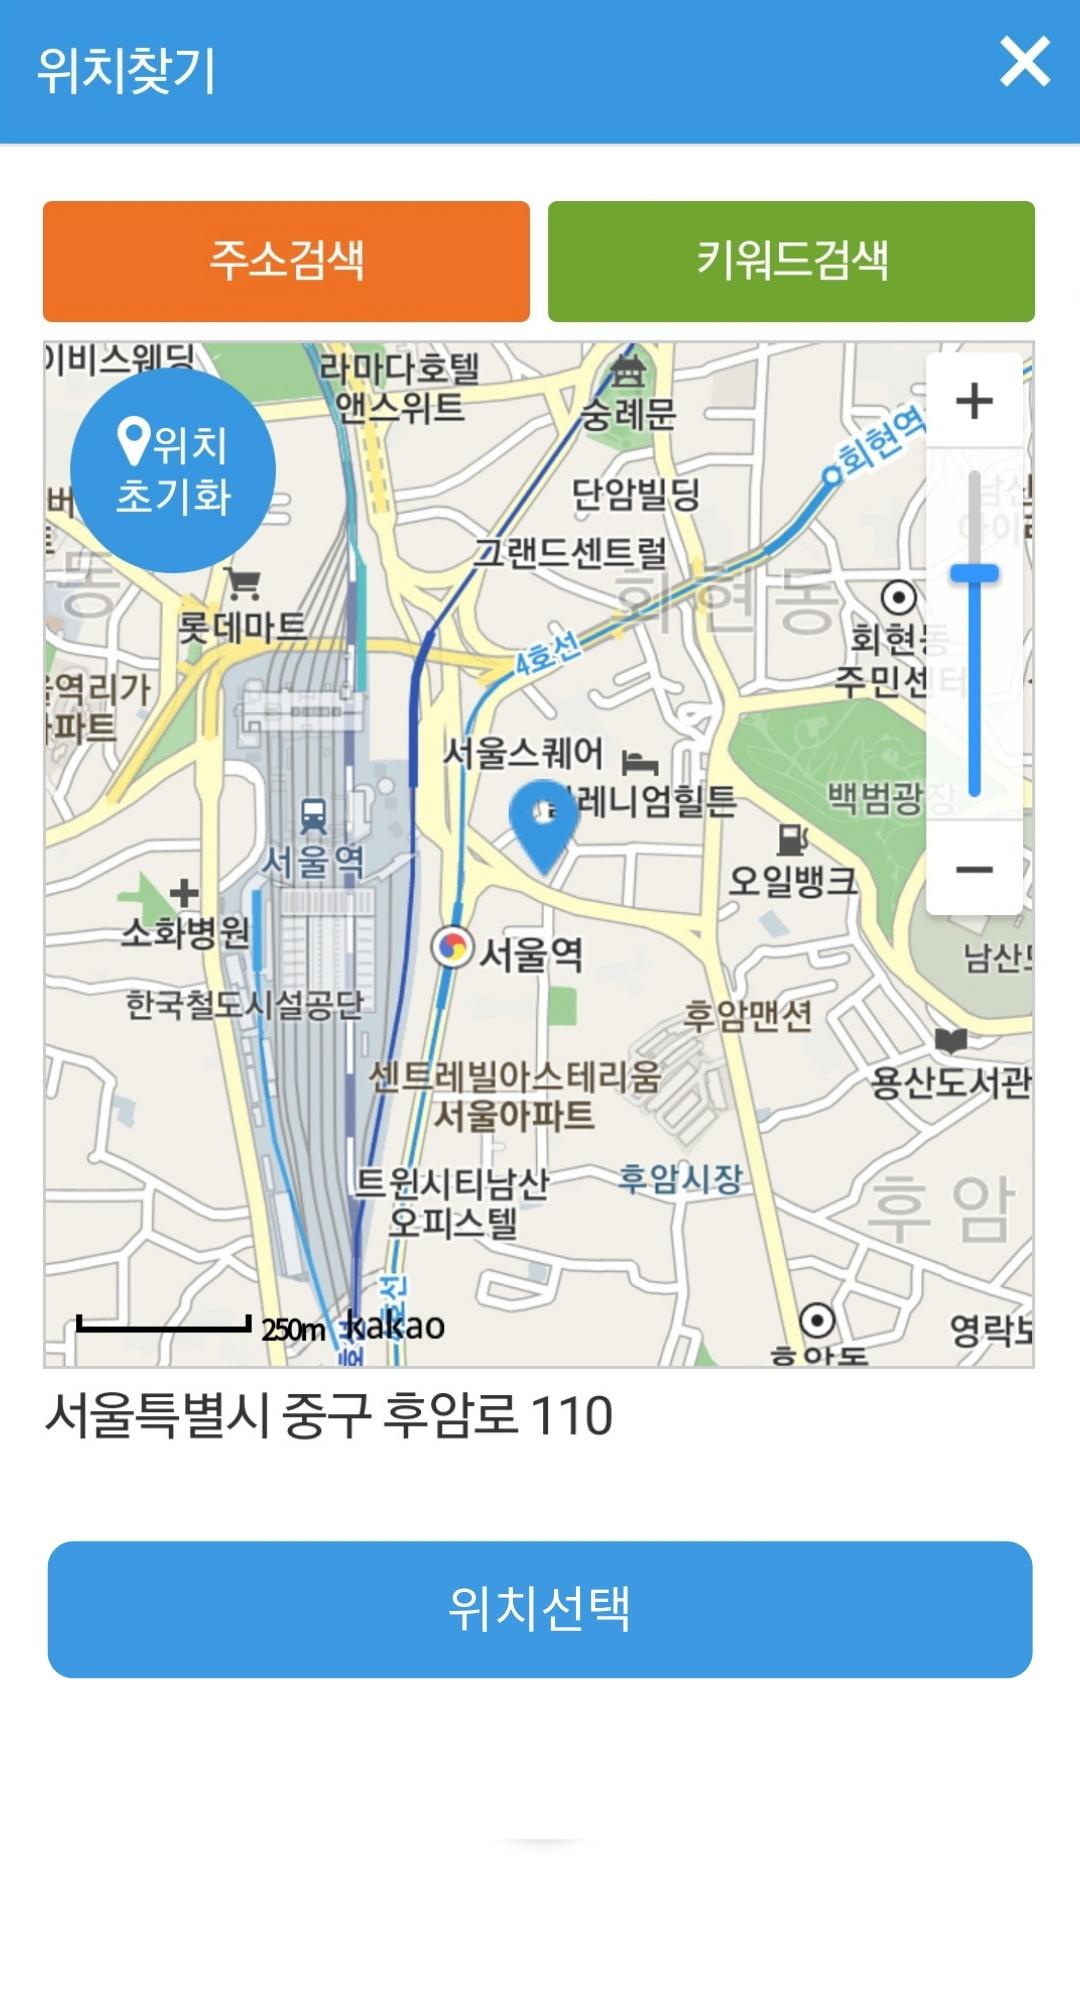 위치찾기
주소검색
키워드검색
이비스웨딩
라마다호텔
앤스위트
숭례문
회현역
위치
초기화
단암빌딩
그랜드센트럴
회현동
동
롯데마트
4호선
회현동
주민센터
역리가
파트
서울스퀘어
레니엄힐튼
백범광장
서울역
오일뱅크
소화병원
서울역
남산도
한국철도시설공단
후암맨션
센트레빌아스테리움
서울아파트
용산도서관
트윈시티남산
오피스텔
후암시장
후암
호선
250m
kakao
호선
후암동
영락보
서울특별시 중구 후암로 110
위치선택